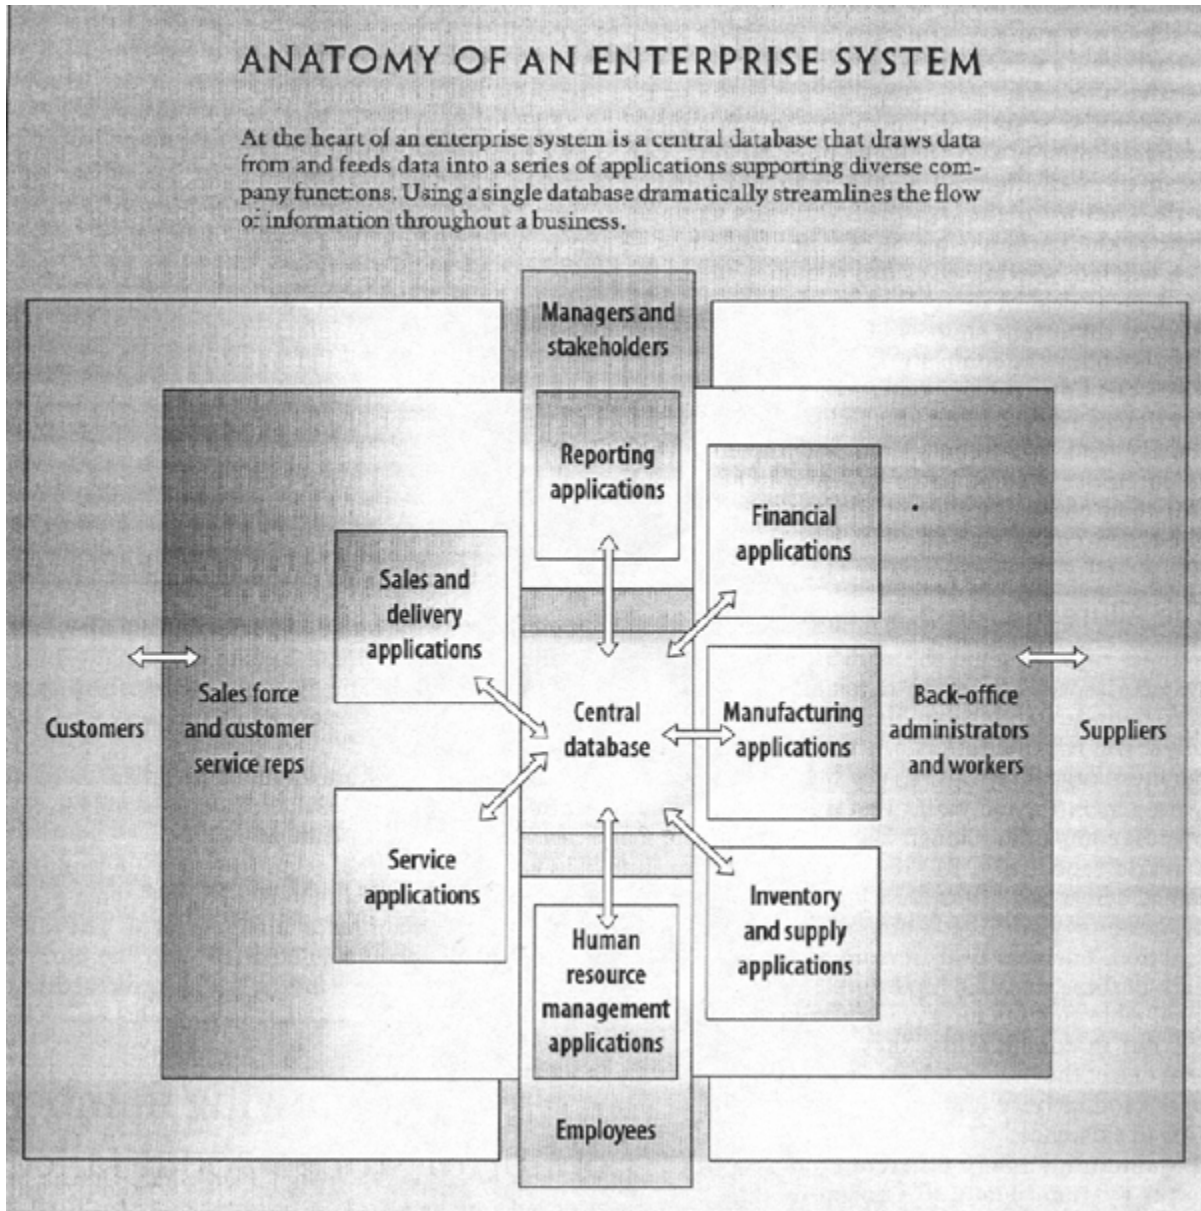 ANATOMY OF AN ENTERPRISE SYSTEM
At the heart of an enterprise system is a central database that draws data
from and feeds data into a series of applications supporting diverse com-
pany functions. Using a single database dramatically streamlines the flow
of information throughout a business.
Managers and
stakeholders
Reporting
applications
Financial
applications
Sales and
delivery
applications
Customers
Sales force
and customer
service reps
Central
database
Manufacturing
applications
Back-office
administrators
and workers
Suppliers
Service
applications
Inventory
and supply
applications
Human
resource
management
applications
Employees